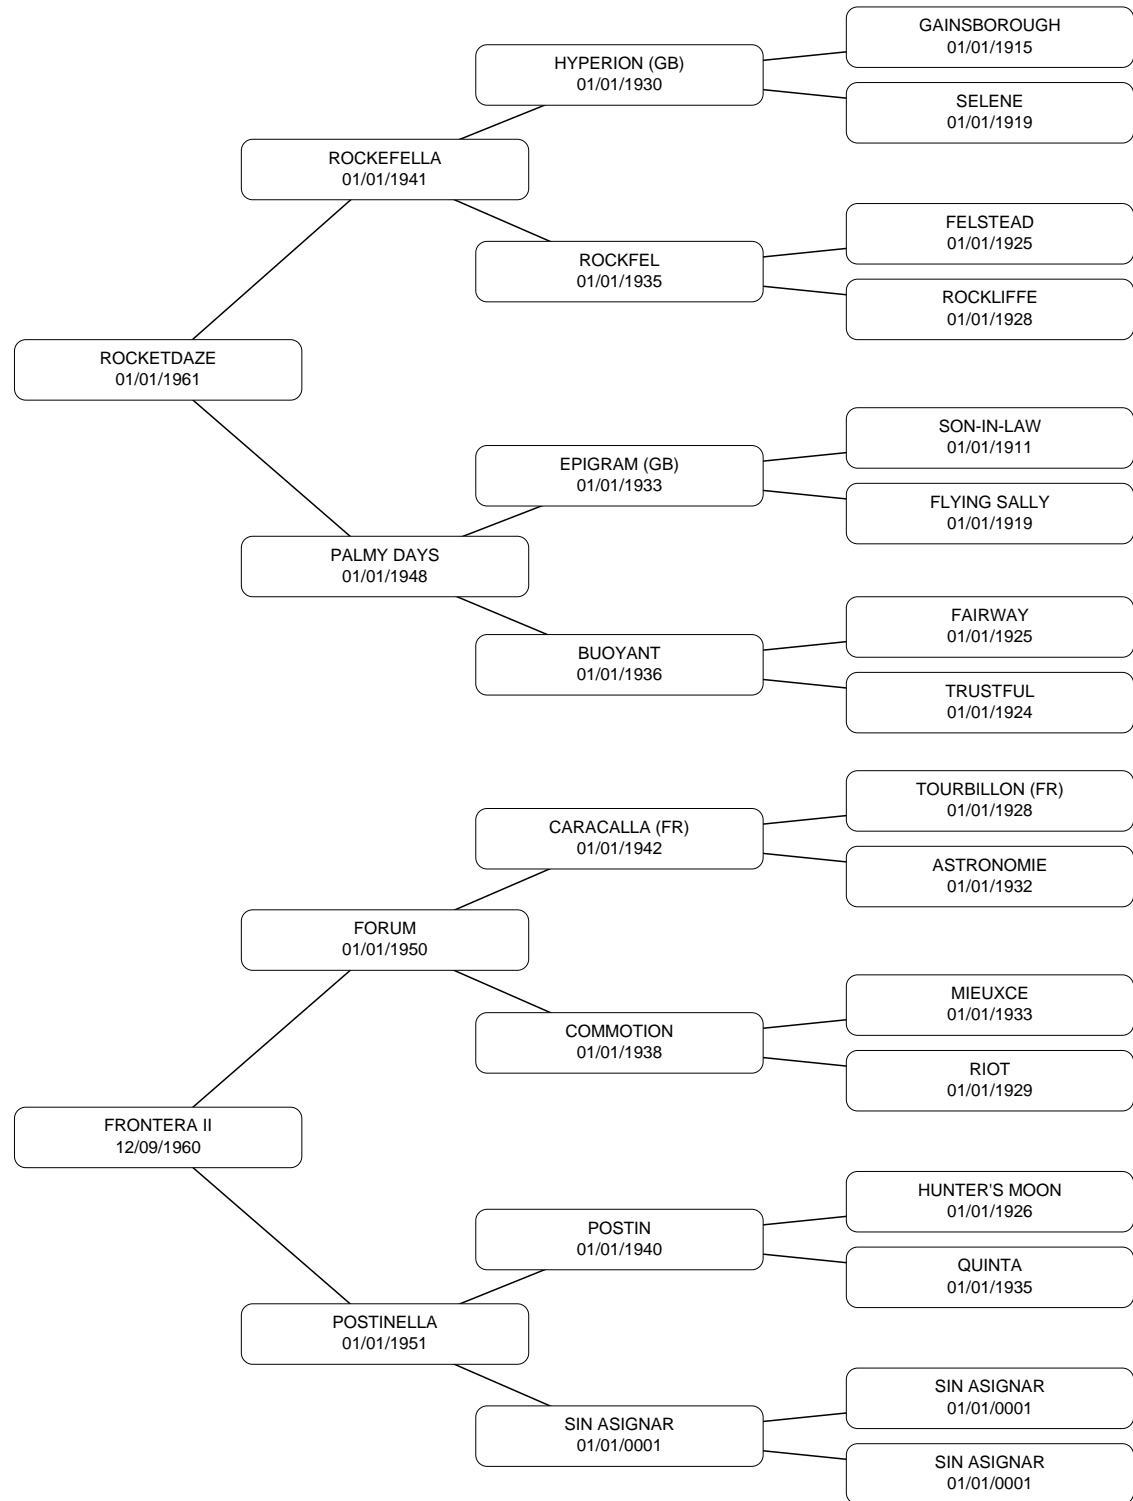 GAINSBOROUGH
01/01/1915
HYPERION (GB)
01/01/1930
SELENE
01/01/1919
ROCKEFELLA
01/01/1941
FELSTEAD
01/01/1925
ROCKFEL
01/01/1935
ROCKLIFFE
01/01/1928
ROCKETDAZE
01/01/1961
SON-IN-LAW
01/01/1911
EPIGRAM (GB)
01/01/1933
FLYING SALLY
01/01/1919
PALMY DAYS
01/01/1948
FAIRWAY
01/01/1925
BUOYANT
01/01/1936
TRUSTFUL
01/01/1924
TOURBILLON (FR)
01/01/1928
CARACALLA (FR)
01/01/1942
ASTRONOMIE
01/01/1932
FORUM
01/01/1950
MIEUXCE
01/01/1933
COMMOTION
01/01/1938
RIOT
01/01/1929
FRONTERA II
12/09/1960
HUNTER'S MOON
01/01/1926
POSTIN
01/01/1940
QUINTA
01/01/1935
POSTINELLA
01/01/1951
SIN ASIGNAR
01/01/0001
SIN ASIGNAR
01/01/0001
SIN ASIGNAR
01/01/0001